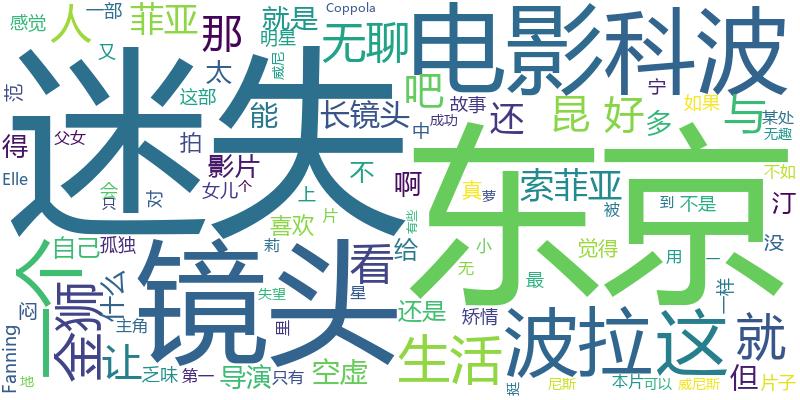 感觉 一部 菲亚 就是 Coppola
人 又 那 明星 无聊 威尼 电影 科波
范 太 这部 能 长镜头 吧 故事 昆 好 宁 如果 与 某处
迷失 东京
得 父女 拍 中 成功 还 多 无趣
Elle 影片 不 啊 真 索菲亚 不如
会 对 女儿 个 上 萝 被 到 不是 汀
只 喜欢 片 有些
一个 自己 孤独 莉 看 给 小 觉得 没
镜头 无 最 用 一
金狮 什么 失望 里 星 还是 矫情 一样
忍 主角 生活 波拉 这 就
Fanning 让 乏味 第一 导演 只有 空虚 挺 尼斯 本片 可以 威尼斯 但 片子
地